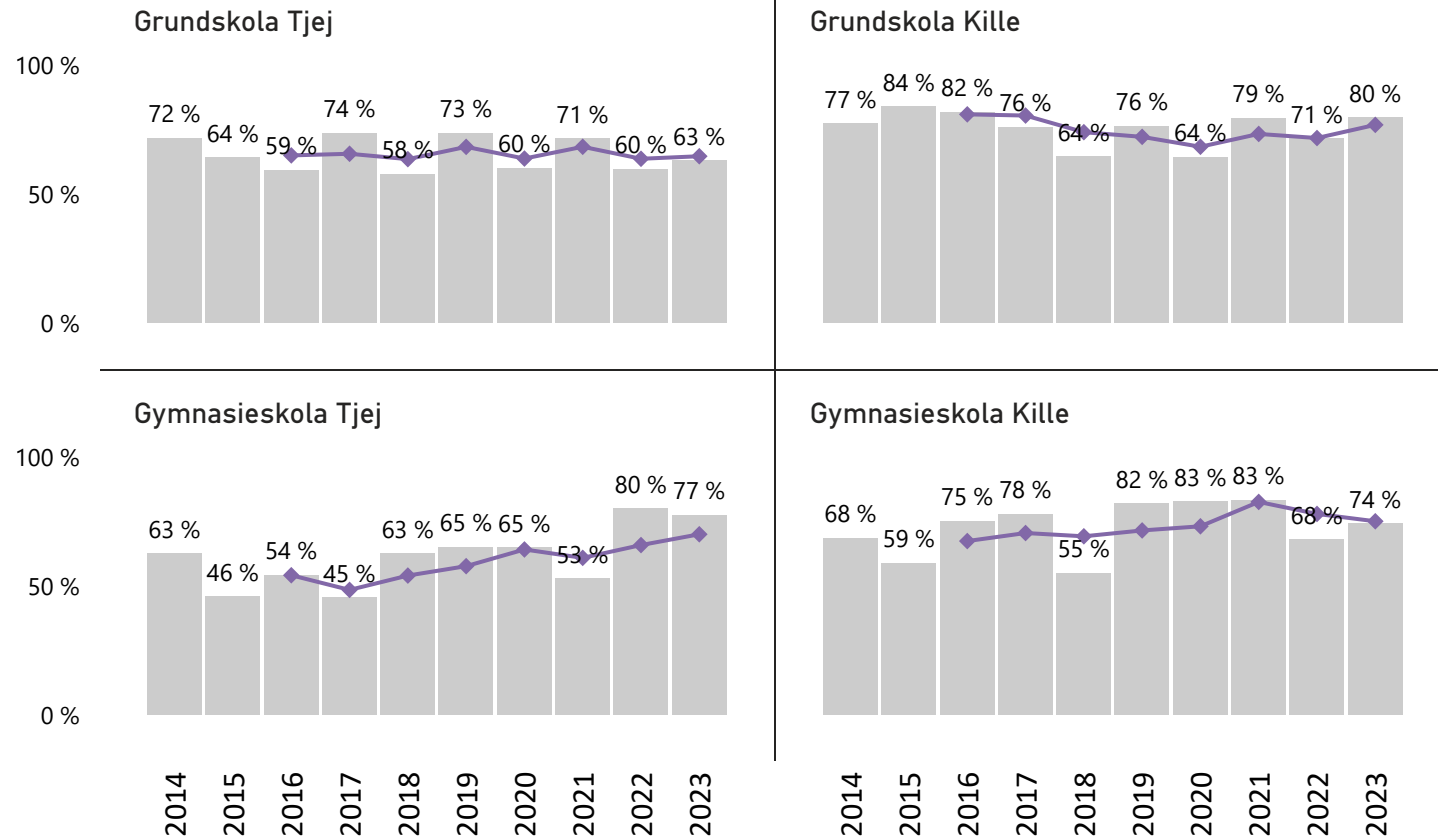 Grundskola Tjej
100 %
50 %
0 %
72 % 64 % 59 % 74 % 58 % 73 % 60 % 71 % 60 % 63 %
Grundskola Kille
77 % 84 % 82 % 76 % 64 % 76 % 64 % 79 % 71 % 80 %
Gymnasieskola Tjej
100 %
50 %
0 %
63 % 46 % 54 % 45 % 63 % 65 % 65 % 53 % 80 % 77 %
2014 2015 2016 2017 2018 2019 2020 2021 2022 2023
Gymnasieskola Kille
68 % 59 % 75 % 78 % 55 % 82 % 83 % 83 % 68 % 74 %
2014 2015 2016 2017 2018 2019 2020 2021 2022 2023